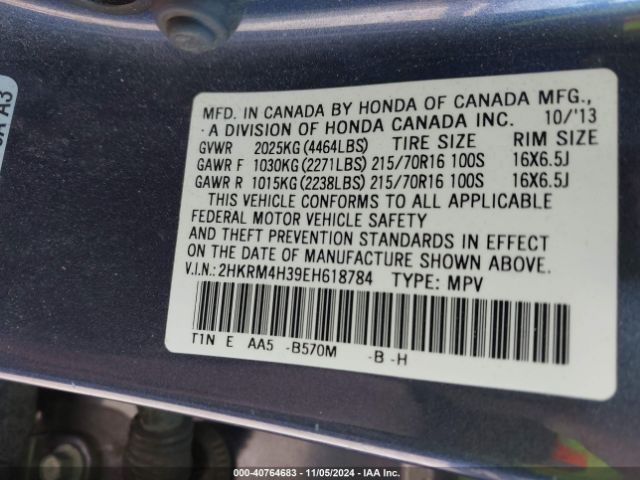 A A3
MFD. IN CANADA BY HONDA OF CANADA MFG.,
A DIVISION OF HONDA CANADA INC. 10/'13
GVWR 2025KG (4464LBS) TIRE SIZE RIM SIZE
GAWR F 1030KG (2271LBS) 215/70R16 100S 16X6.5J
GAWR R 1015KG (2238LBS) 215/70R16 100S 16X6.5J
THIS VEHICLE CONFORMS TO ALL APPLICABLE
FEDERAL MOTOR VEHICLE SAFETY
AND THEFT PREVENTION STANDARDS IN EFFECT
ON THE DATE OF MANUFACTURE SHOWN ABOVE.
V.I.N.: 2HKRM4H39EH618784 TYPE: MPV
T1N E AA5 -B570M -B -H
000-40764683 - 11/05/2024 - IAA Inc.